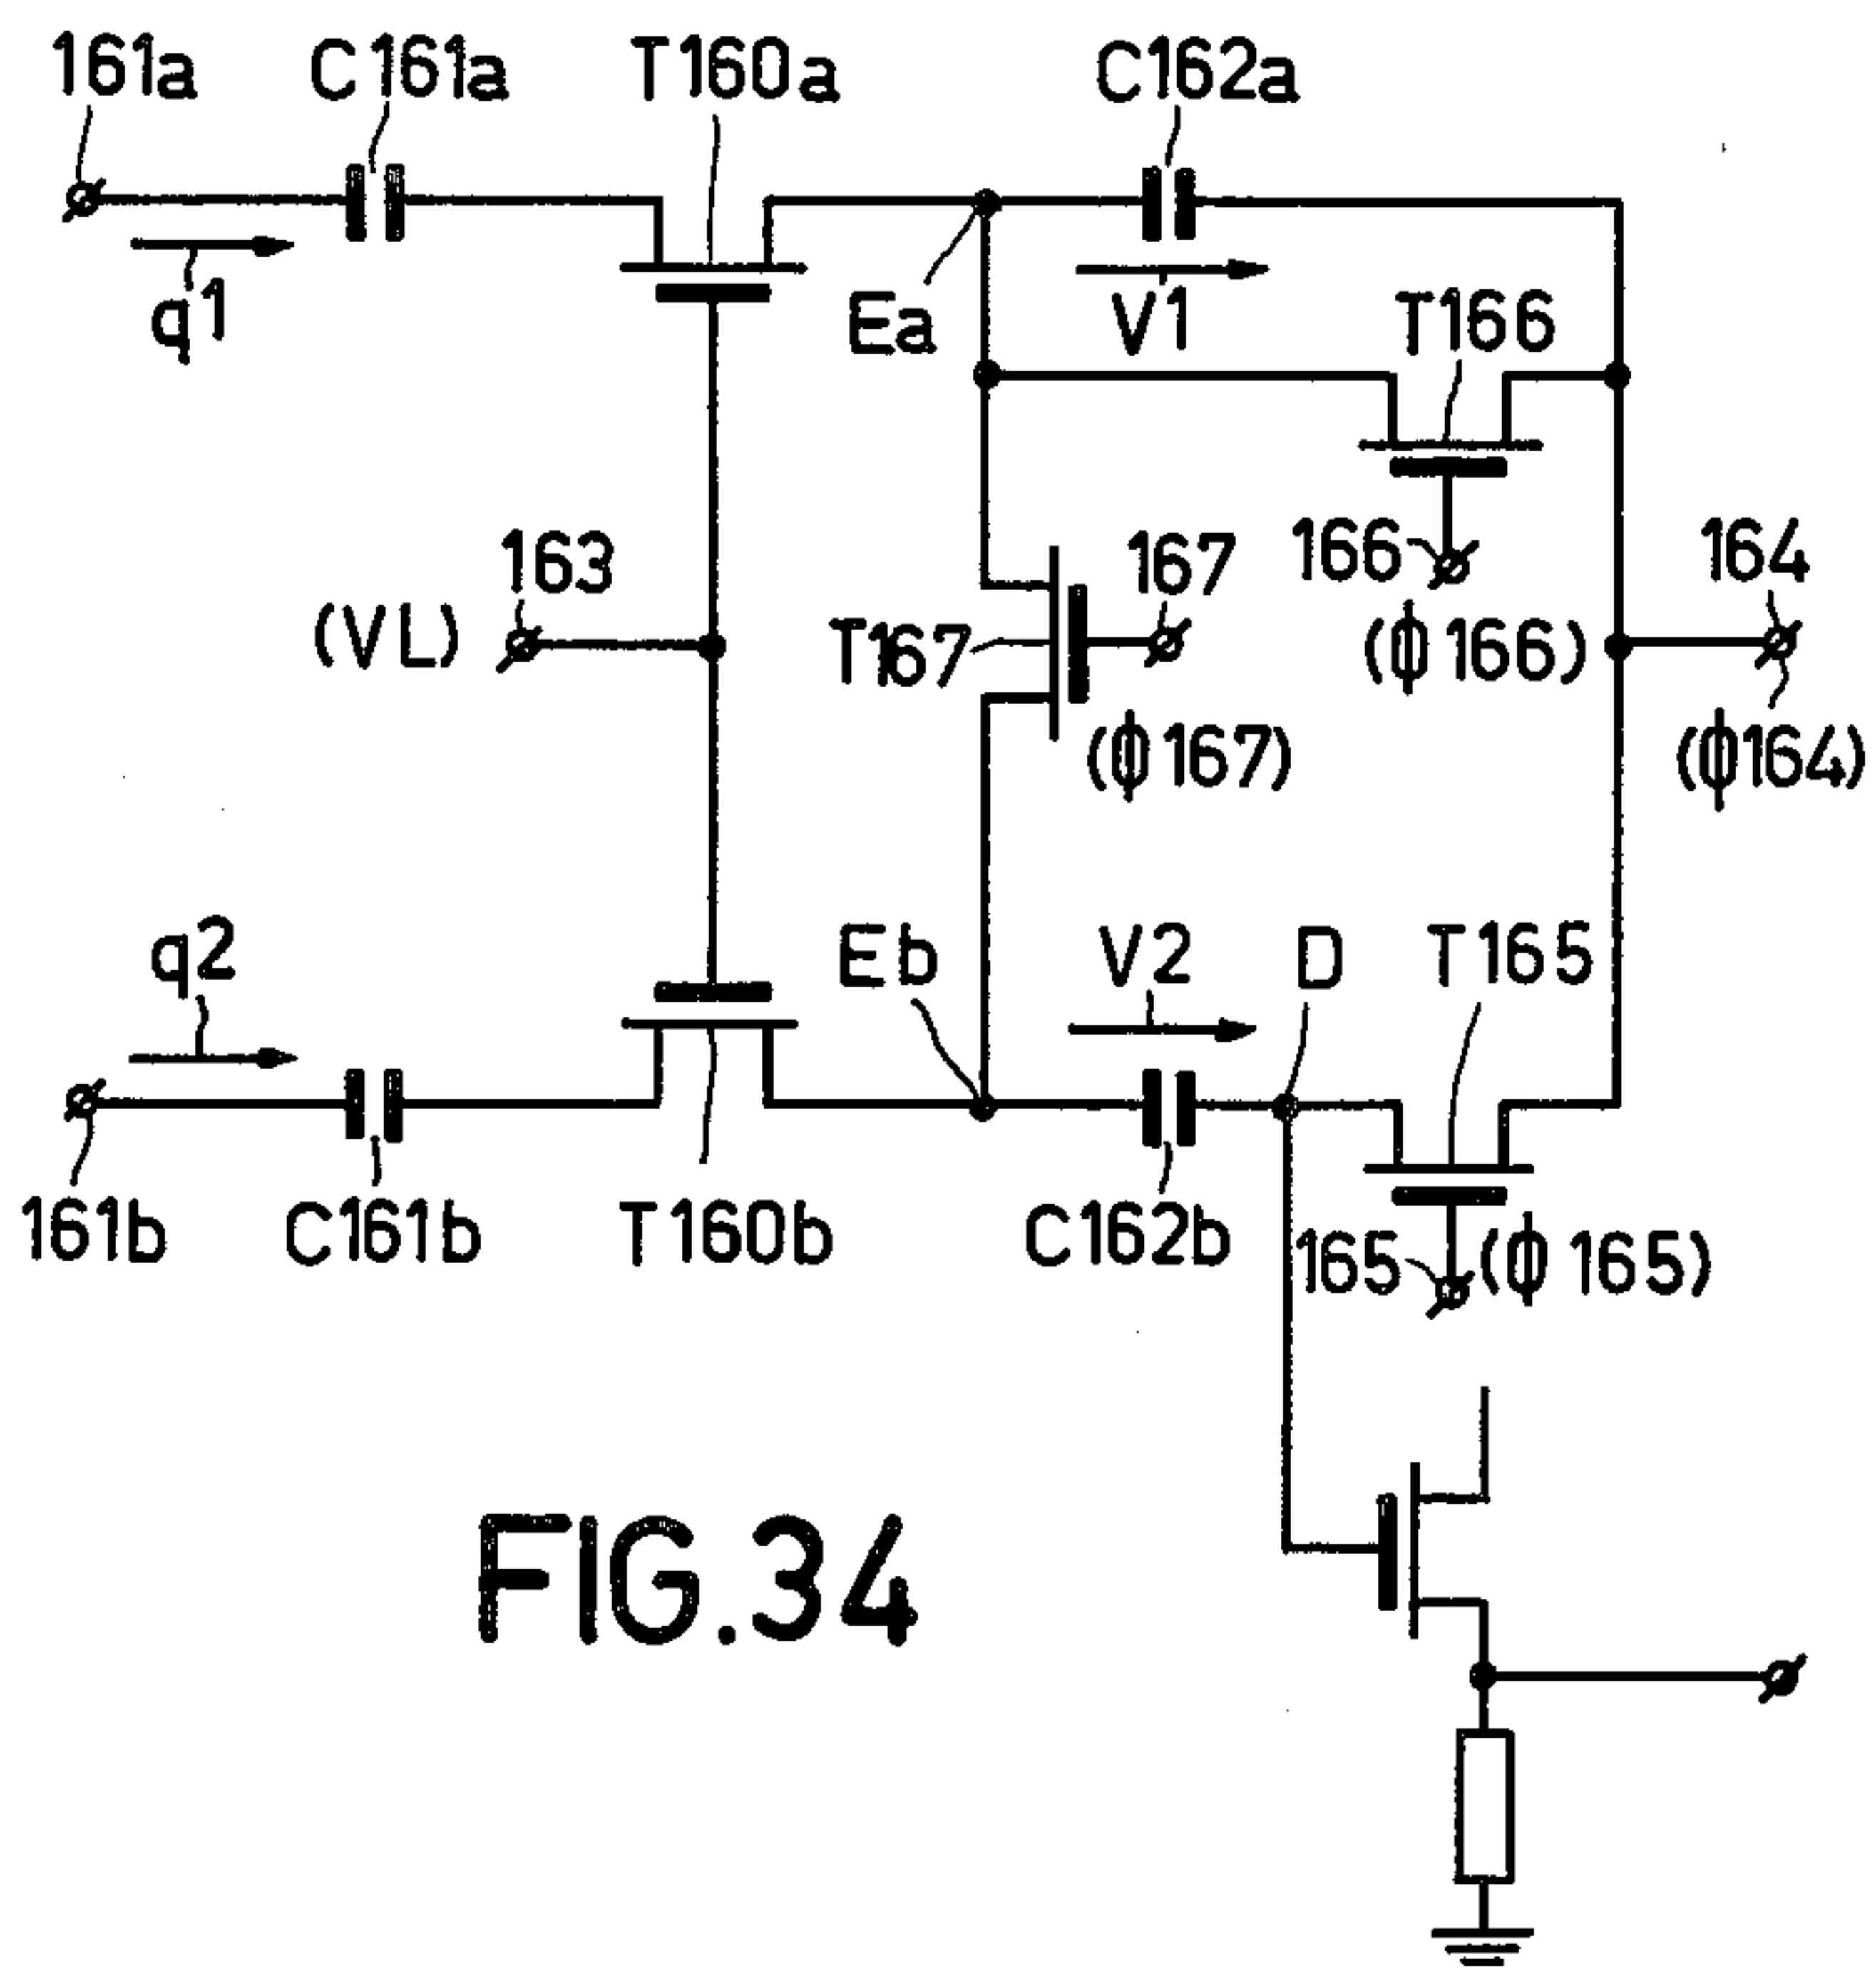 161a C161a T160a C162a
q1 Ea V1 T166
163 167 166 164
(VL) T167 (ϕ166)
(ϕ167) (ϕ164)
q2 Eb V2 D T165
161b C161b T160b C162b 165 (ϕ165)
FIG.34